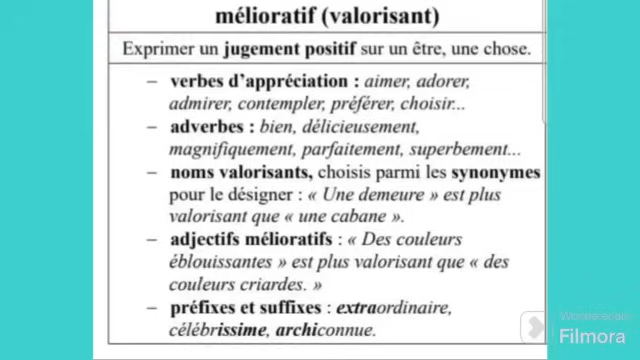 mélioratif (valorisant)
Exprimer un jugement positif sur un être, une chose.
– verbes d'appréciation : aimer, adorer,
admirer, contempler, préférer, choisir...
– adverbes : bien, délicieusement,
magnifiquement, parfaitement, superbement...
– noms valorisants, choisis parmi les synonymes
pour le désigner : « Une demeure » est plus
valorisant que « une cabane ».
– adjectifs mélioratifs : « Des couleurs
éblouissantes » est plus valorisant que « des
couleurs criardes. »
– préfixes et suffixes : extraordinaire,
célébrissime, archiconnue.
Wondershare
Filmora